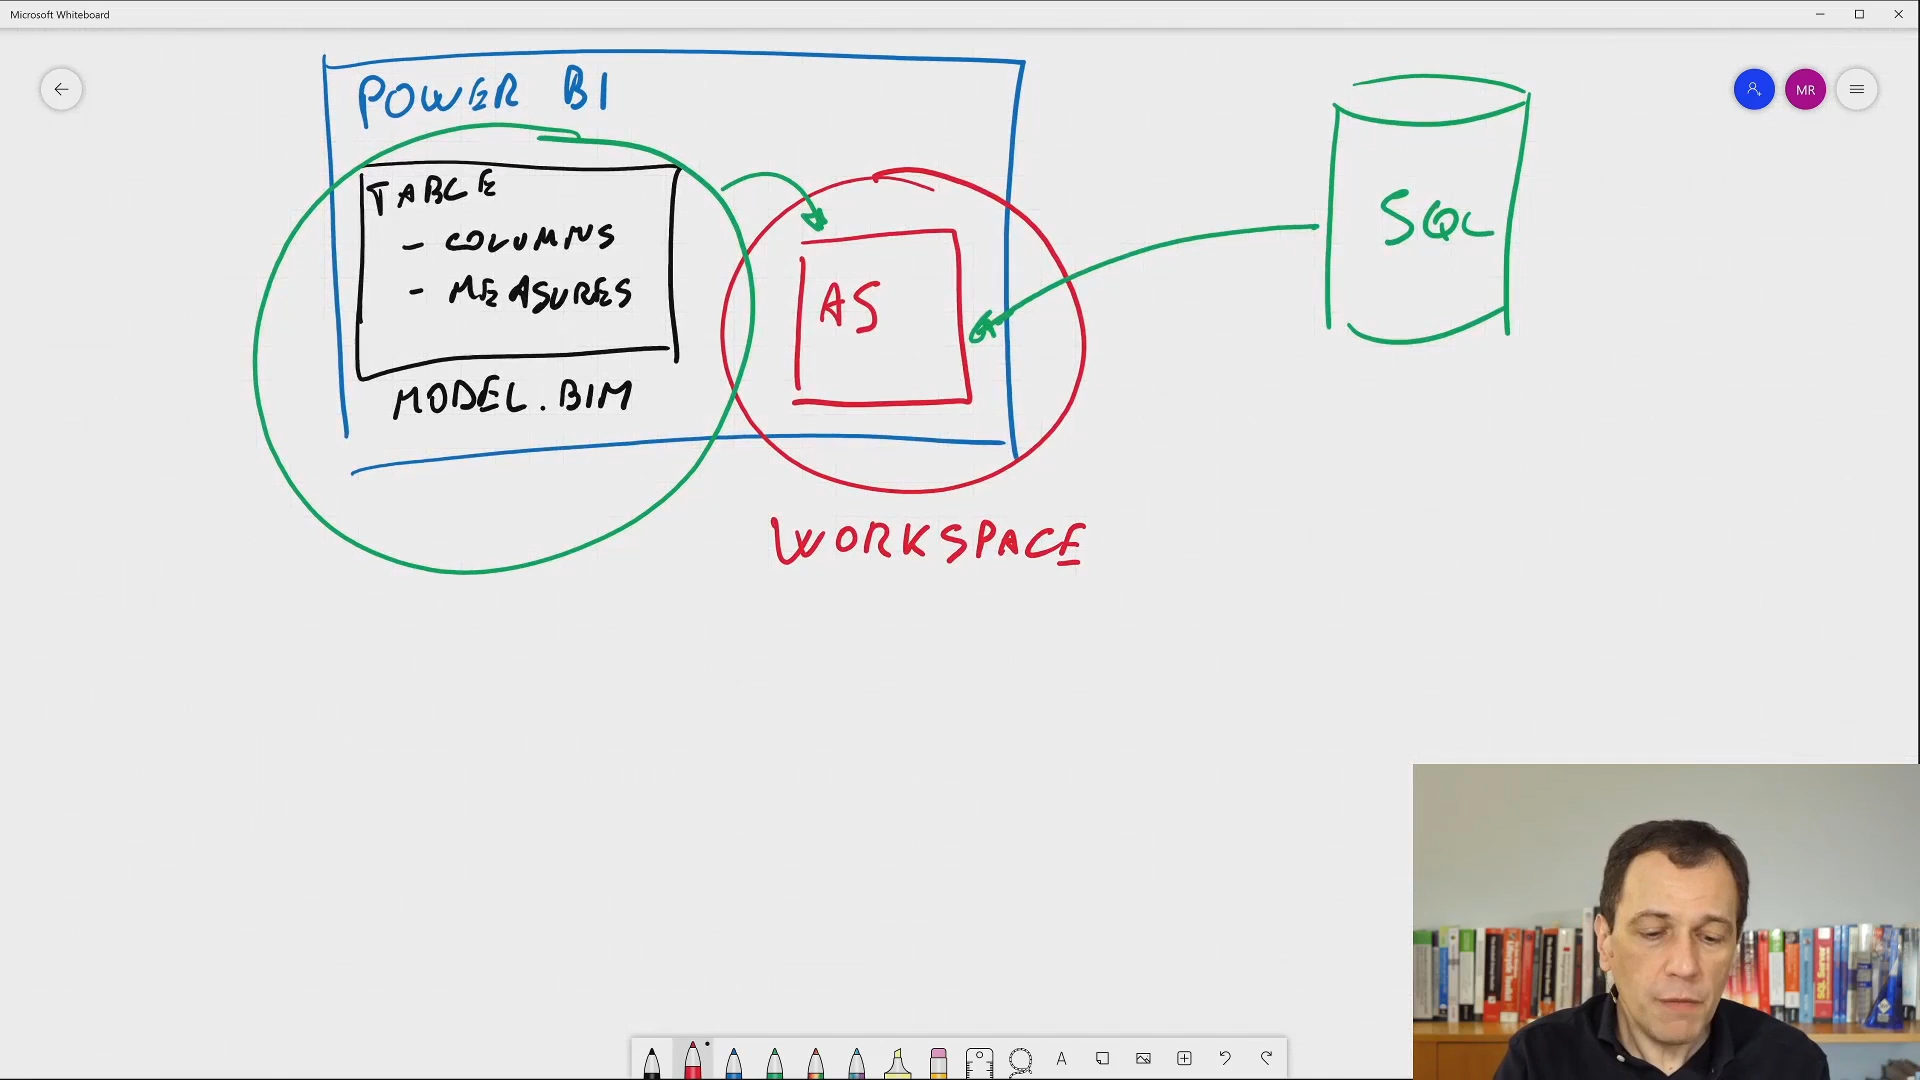 Microsoft Whiteboard
POWER BI
MR
TABLE
- COLUMNS
- MEASURES
SQL
AS
MODEL.BIM
WORKSPACE
A